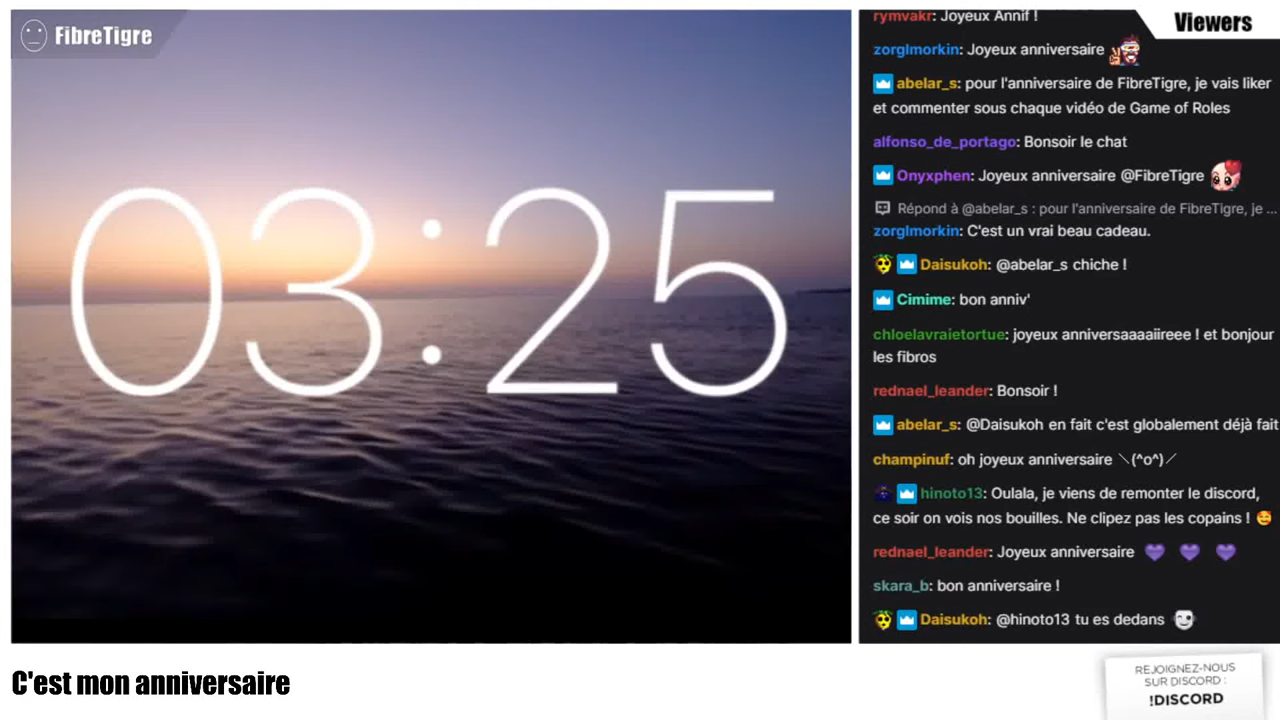 FibreTigre
03:25
Viewers
rymvakr: Joyeux Annif !
zorglmorkin: Joyeux anniversaire
abelar_s: pour l'anniversaire de FibreTigre, je vais liker
et commenter sous chaque vidéo de Game of Roles
alfonso_de_portago: Bonsoir le chat
Onyxphen: Joyeux anniversaire @FibreTigre
Répond à @abelar_s : pour l'anniversaire de FibreTigre, je ...
zorglmorkin: C'est un vrai beau cadeau.
Daisukoh: @abelar_s chiche !
Cimime: bon anniv'
chloelavraietortue: joyeux anniversaaaaiireee ! et bonjour
les fibros
rednael_leander: Bonsoir !
abelar_s: @Daisukoh en fait c'est globalement déjà fait
champinuf: oh joyeux anniversaire ＼(^o^)／
hinoto13: Oulala, je viens de remonter le discord,
ce soir on vois nos bouilles. Ne clipez pas les copains ! 🥰
rednael_leander: Joyeux anniversaire 💜 💜 💜
skara_b: bon anniversaire !
Daisukoh: @hinoto13 tu es dedans
C'est mon anniversaire
REJOIGNEZ-NOUS
SUR DISCORD :
!DISCORD